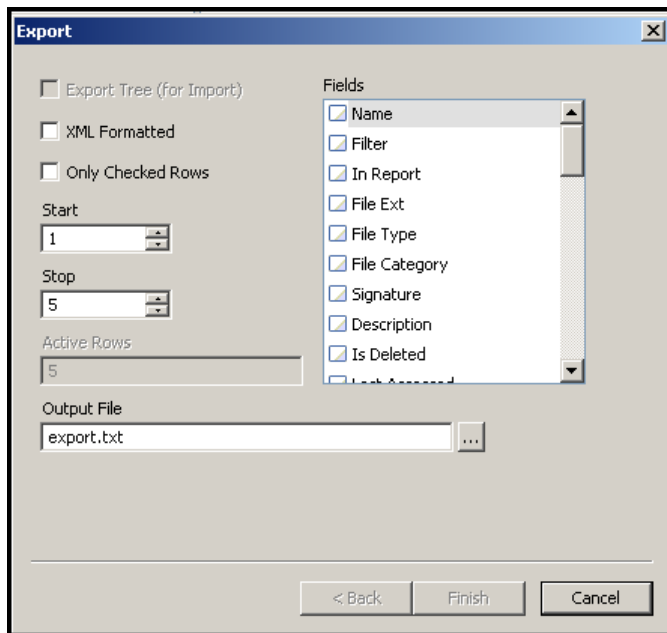 Export
Export Tree (for Import)
XML Formatted
Only Checked Rows
Start
1
Stop
5
Active Rows
5
Fields
Name
Filter
In Report
File Ext
File Type
File Category
Signature
Description
Is Deleted
Last Accessed
Output File
export.txt
...
< Back
Finish
Cancel